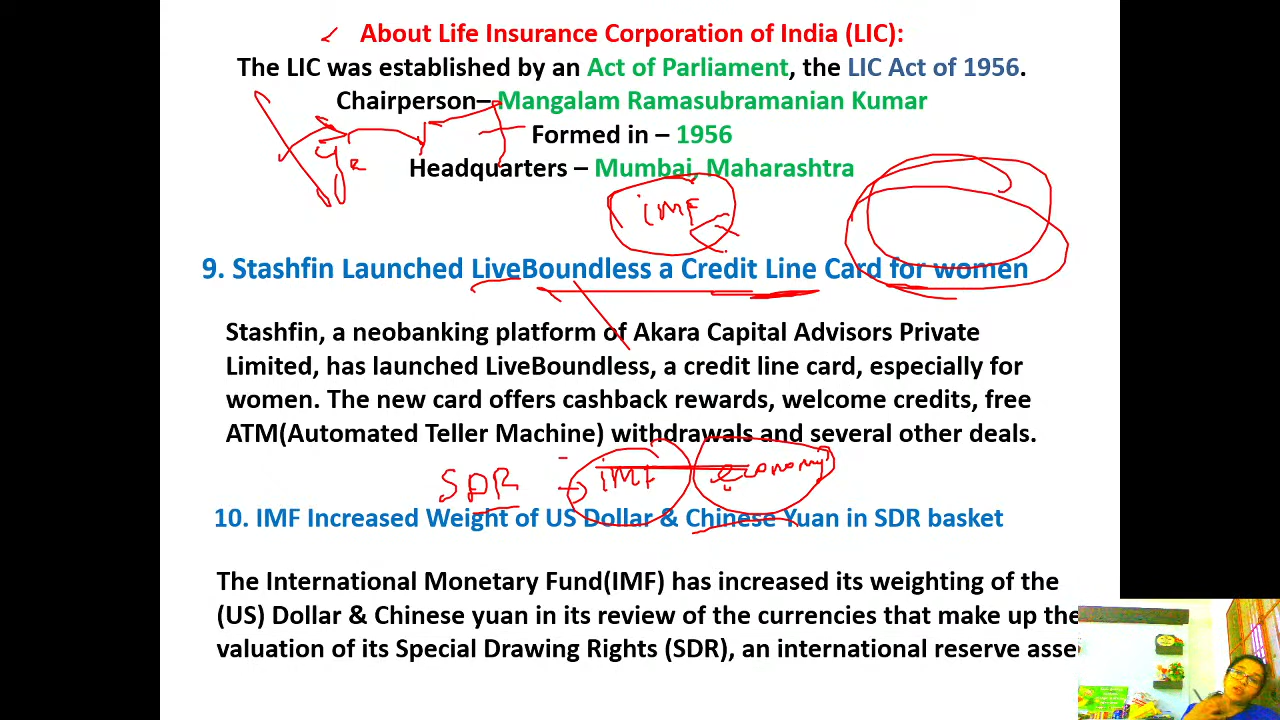 About Life Insurance Corporation of India (LIC):
The LIC was established by an Act of Parliament, the LIC Act of 1956.
Chairperson– Mangalam Ramasubramanian Kumar
Formed in – 1956
Headquarters – Mumbai, Maharashtra
IMF
9. Stashfin Launched LiveBoundless a Credit Line Card for women
Stashfin, a neobanking platform of Akara Capital Advisors Private
Limited, has launched LiveBoundless, a credit line card, especially for
women. The new card offers cashback rewards, welcome credits, free
ATM(Automated Teller Machine) withdrawals and several other deals.
SDR IMF economy
10. IMF Increased Weight of US Dollar & Chinese Yuan in SDR basket
The International Monetary Fund(IMF) has increased its weighting of the
(US) Dollar & Chinese yuan in its review of the currencies that make up the
valuation of its Special Drawing Rights (SDR), an international reserve asse